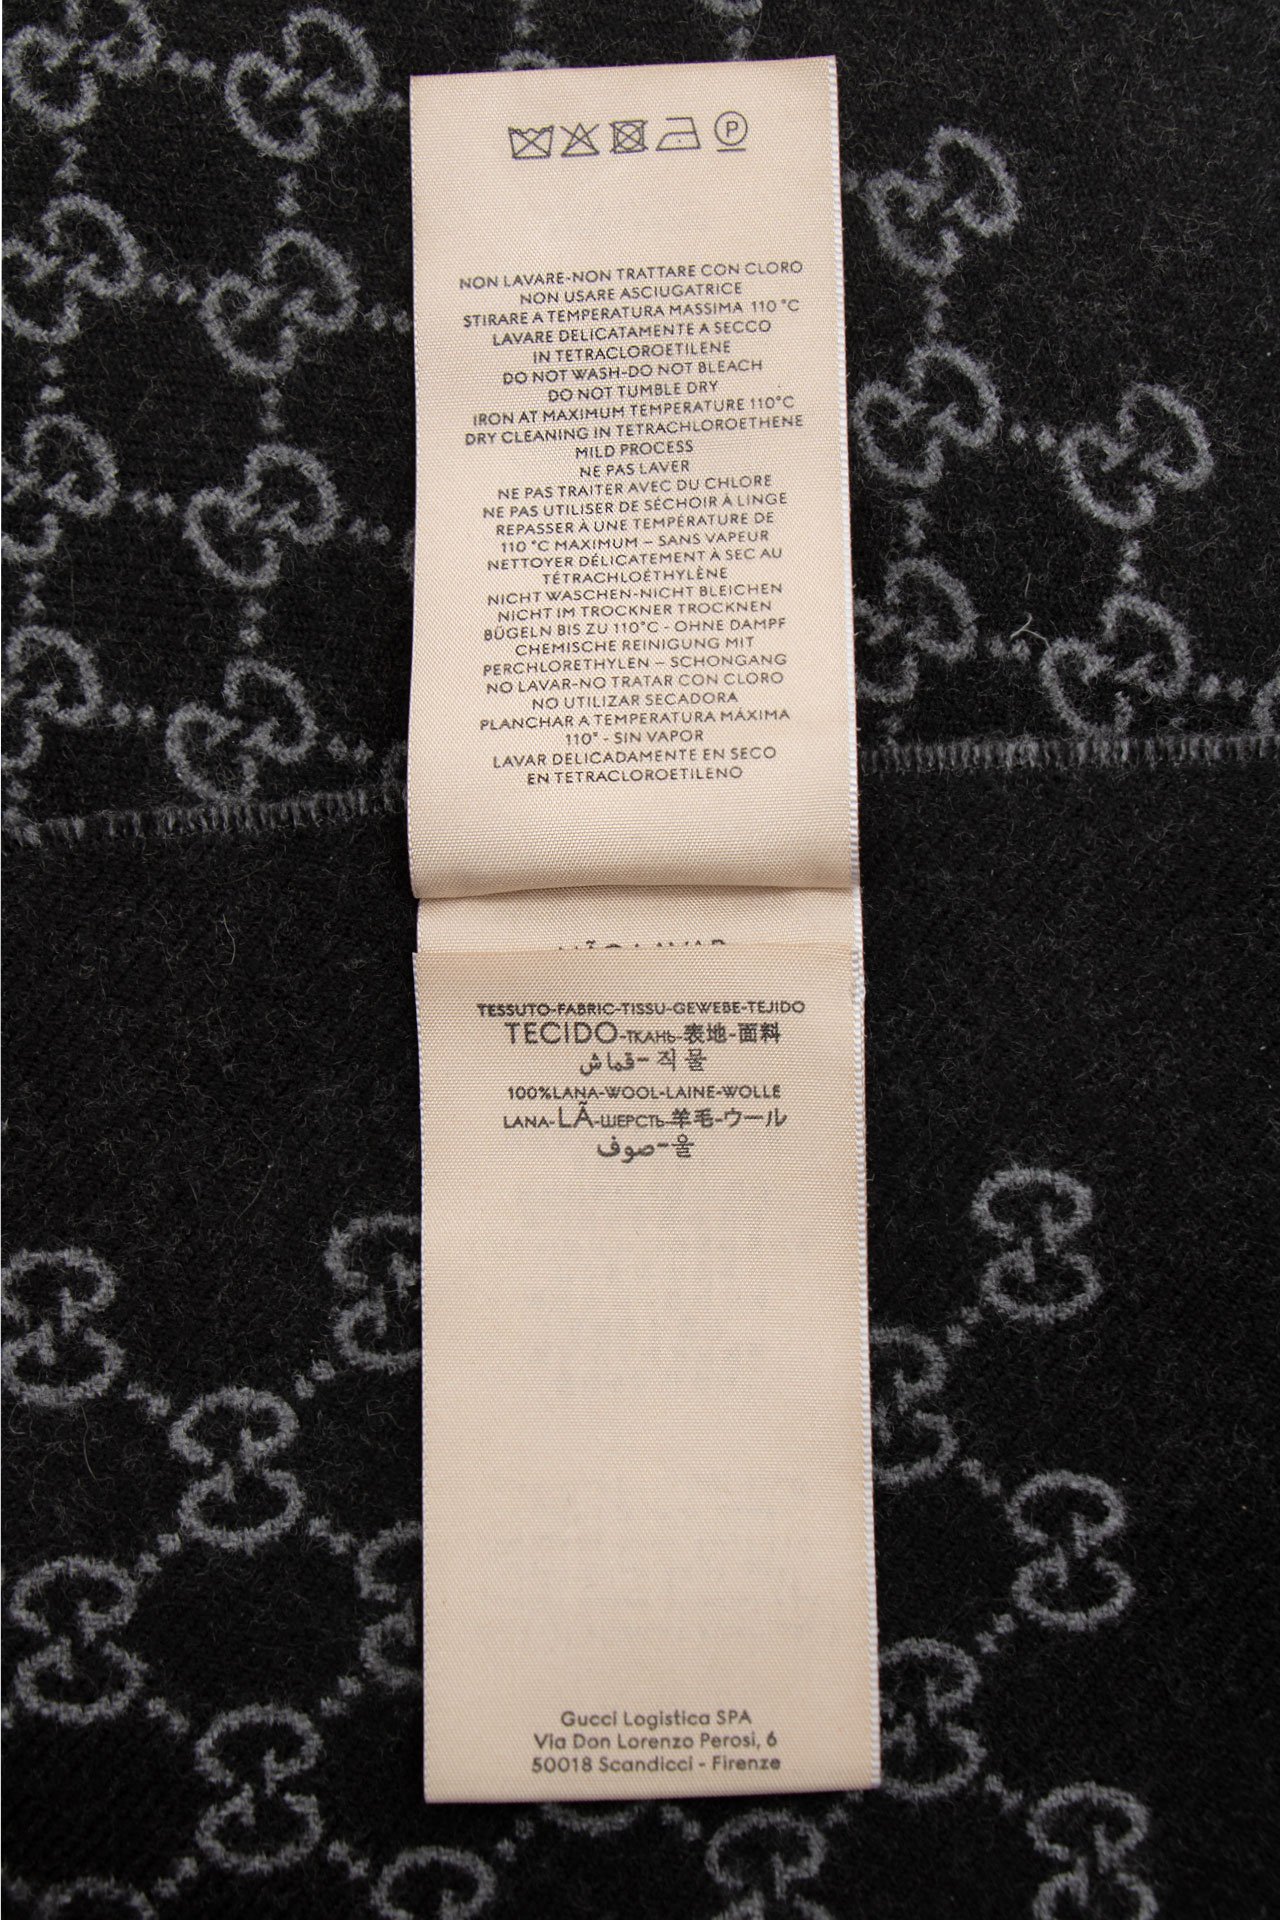 P
NON LAVARE-NON TRATTARE CON CLORO
NON USARE ASCIUGATRICE
STIRARE A TEMPERATURA MASSIMA 110 °C
LAVARE DELICATAMENTE A SECCO
IN TETRACLOROETILENE
DO NOT WASH-DO NOT BLEACH
DO NOT TUMBLE DRY
IRON AT MAXIMUM TEMPERATURE 110°C
DRY CLEANING IN TETRACHLOROETHENE
MILD PROCESS
NE PAS LAVER
NE PAS TRAITER AVEC DU CHLORE
NE PAS UTILISER DE SÉCHOIR À LINGE
REPASSER À UNE TEMPÉRATURE DE
110 °C MAXIMUM – SANS VAPEUR
NETTOYER DÉLICATEMENT À SEC AU
TÉTRACHLOÉTHYLÈNE
NICHT WASCHEN-NICHT BLEICHEN
NICHT IM TROCKNER TROCKNEN
BÜGELN BIS ZU 110°C - OHNE DAMPF
CHEMISCHE REINIGUNG MIT
PERCHLORETHYLEN – SCHONGANG
NO LAVAR-NO TRATAR CON CLORO
NO UTILIZAR SECADORA
PLANCHAR A TEMPERATURA MÁXIMA
110° - SIN VAPOR
LAVAR DELICADAMENTE EN SECO
EN TETRACLOROETILENO
TESSUTO-FABRIC-TISSU-GEWEBE-TEJIDO
TECIDO-ТКАНЬ-表地-面料
قماش-직물
100%LANA-WOOL-LAINE-WOLLE
LANA-LÃ-ШЕРСТЬ-羊毛-ウール
صوف-울
Gucci Logistica SPA
Via Don Lorenzo Perosi, 6
50018 Scandicci - Firenze